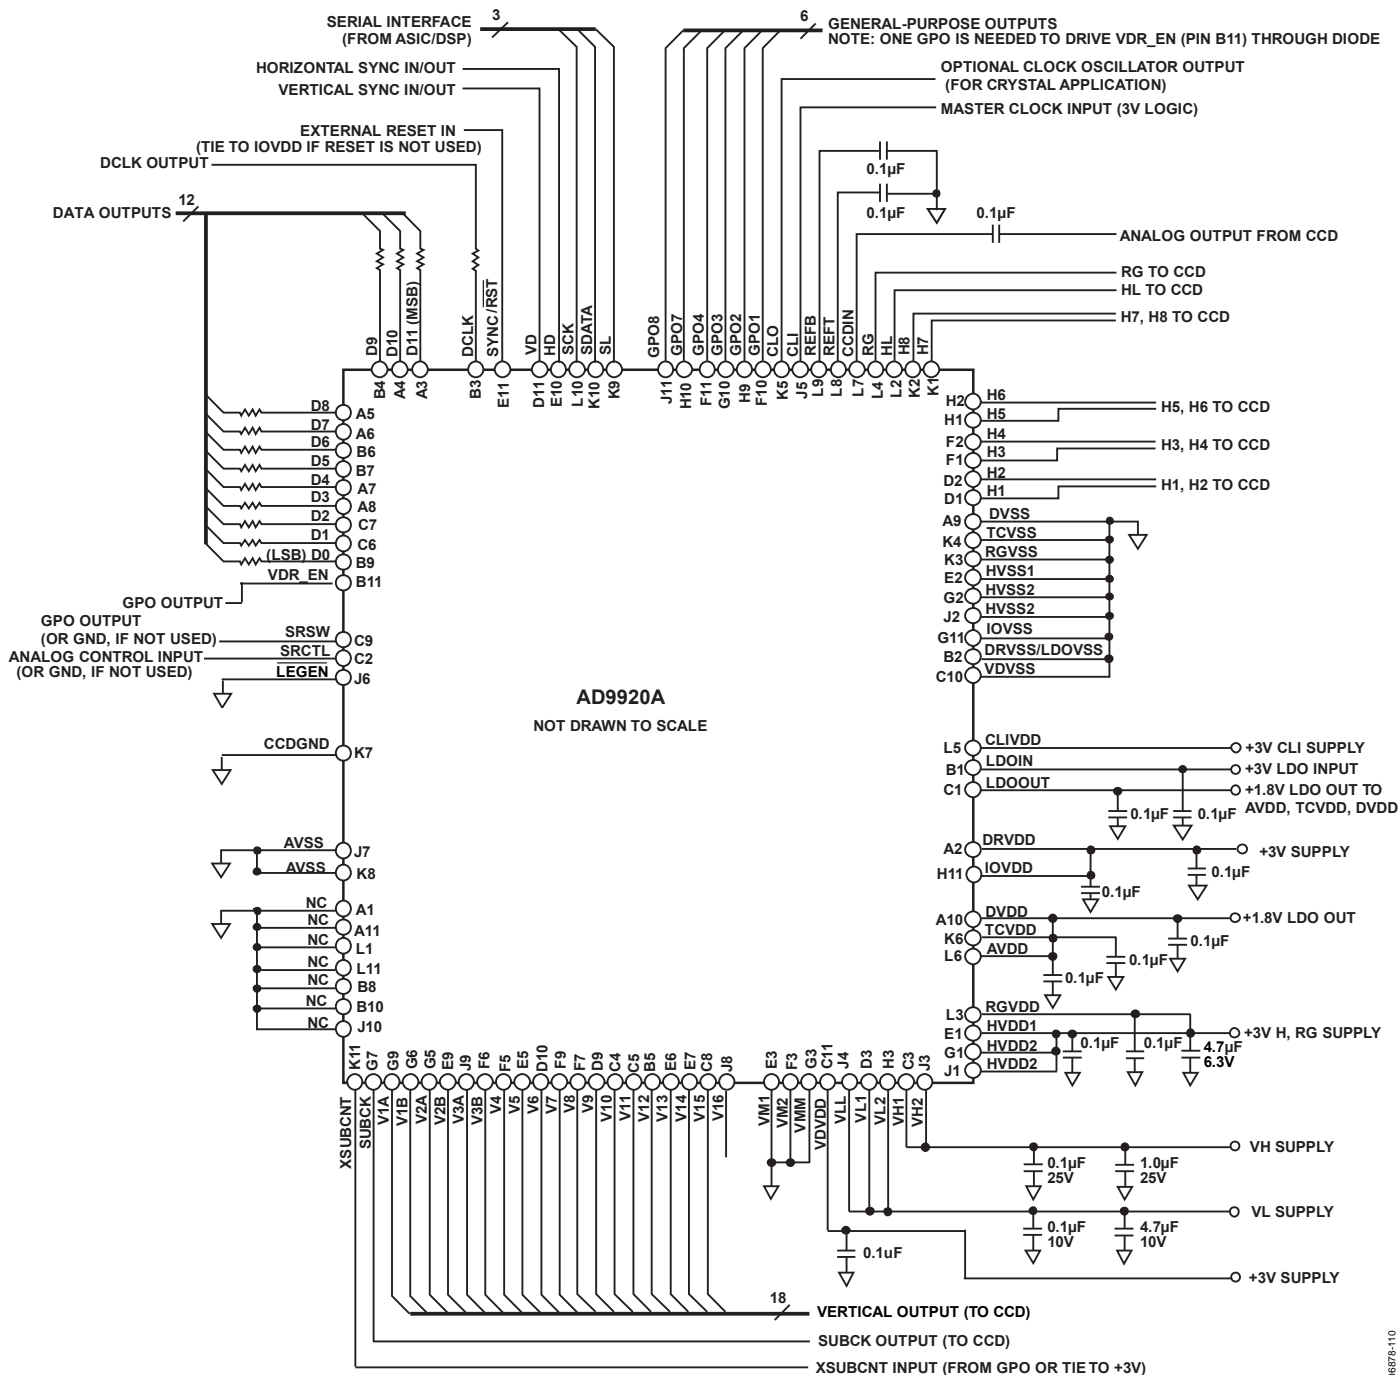 SERIAL INTERFACE
(FROM ASIC/DSP)
3
HORIZONTAL SYNC IN/OUT
VERTICAL SYNC IN/OUT
EXTERNAL RESET IN
(TIE TO IOVDD IF RESET IS NOT USED)
DCLK OUTPUT
12
DATA OUTPUTS
6
GENERAL-PURPOSE OUTPUTS
NOTE: ONE GPO IS NEEDED TO DRIVE VDR_EN (PIN B11) THROUGH DIODE
OPTIONAL CLOCK OSCILLATOR OUTPUT
(FOR CRYSTAL APPLICATION)
MASTER CLOCK INPUT (3V LOGIC)
0.1µF
0.1µF
0.1µF
ANALOG OUTPUT FROM CCD
RG TO CCD
HL TO CCD
H7, H8 TO CCD
D9
D10
D11 (MSB)
DCLK
SYNC/RST
VD
HD
SCK
SDATA
SL
GPO8
GPO7
GPO4
GPO3
GPO2
GPO1
CLO
CLI
REFB
REFT
CCDIN
RG
HL
H8
H7
B4
A4
A3
B3
E11
D11
E10
L10
K10
K9
J11
H10
F11
G10
H9
F10
K5
J5
L9
L8
L7
L4
L2
K2
K1
D8 A5
D7 A6
D6 B6
D5 B7
D4 A7
D3 A8
D2 C7
D1 C6
(LSB) D0 B9
VDR_EN B11
GPO OUTPUT
GPO OUTPUT
(OR GND, IF NOT USED)
SRSW C9
ANALOG CONTROL INPUT
(OR GND, IF NOT USED)
SRCTL C2
LEGEN J6
CCDGND K7
AVSS J7
AVSS K8
NC A1
NC A11
NC L1
NC L11
NC B8
NC B10
NC J10
AD9920A
NOT DRAWN TO SCALE
H2 H6
H1 H5
H5, H6 TO CCD
F2 H4
F1 H3
H3, H4 TO CCD
D2 H2
D1 H1
H1, H2 TO CCD
A9 DVSS
K4 TCVSS
K3 RGVSS
E2 HVSS1
G2 HVSS2
J2 HVSS2
G11 IOVSS
B2 DRVSS/LDOVSS
C10 VDVSS
L5 CLIVDD
+3V CLI SUPPLY
B1 LDOIN
+3V LDO INPUT
C1 LDOOUT
+1.8V LDO OUT TO
AVDD, TCVDD, DVDD
0.1µF
0.1µF
A2 DRVDD
+3V SUPPLY
H11 IOVDD
0.1µF
0.1µF
A10 DVDD
+1.8V LDO OUT
K6 TCVDD
L6 AVDD
0.1µF
0.1µF
0.1µF
L3 RGVDD
E1 HVDD1
+3V H, RG SUPPLY
G1 HVDD2
J1 HVDD2
0.1µF
0.1µF
4.7µF
6.3V
K11
G7
G9
G6
G5
E9
J9
F6
F5
E5
D10
F9
F7
D9
C4
C5
B5
E6
E7
C8
J8
E3
F3
G3
C11
J4
D3
H3
C3
J3
XSUBCNT
SUBCK
V1A
V1B
V2A
V2B
V3A
V3B
V4
V5
V6
V7
V8
V9
V10
V11
V12
V13
V14
V15
V16
VM1
VM2
VMM
VDVDD
VLL
VL1
VL2
VH1
VH2
VH SUPPLY
0.1µF
25V
1.0µF
25V
VL SUPPLY
0.1µF
10V
4.7µF
10V
0.1uF
+3V SUPPLY
18
VERTICAL OUTPUT (TO CCD)
SUBCK OUTPUT (TO CCD)
XSUBCNT INPUT (FROM GPO OR TIE TO +3V)
06878-110